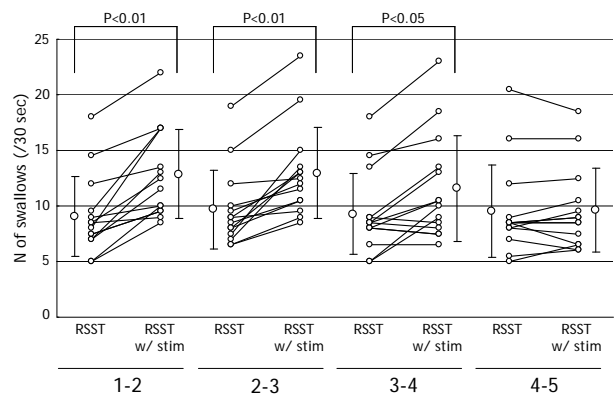 P<0.01 P<0.01 P<0.05
25
20
15
10
5
0
N of swallows (/30 sec)
RSST RSST RSST RSST RSST RSST RSST RSST
w/ stim w/ stim w/ stim w/ stim
1-2 2-3 3-4 4-5